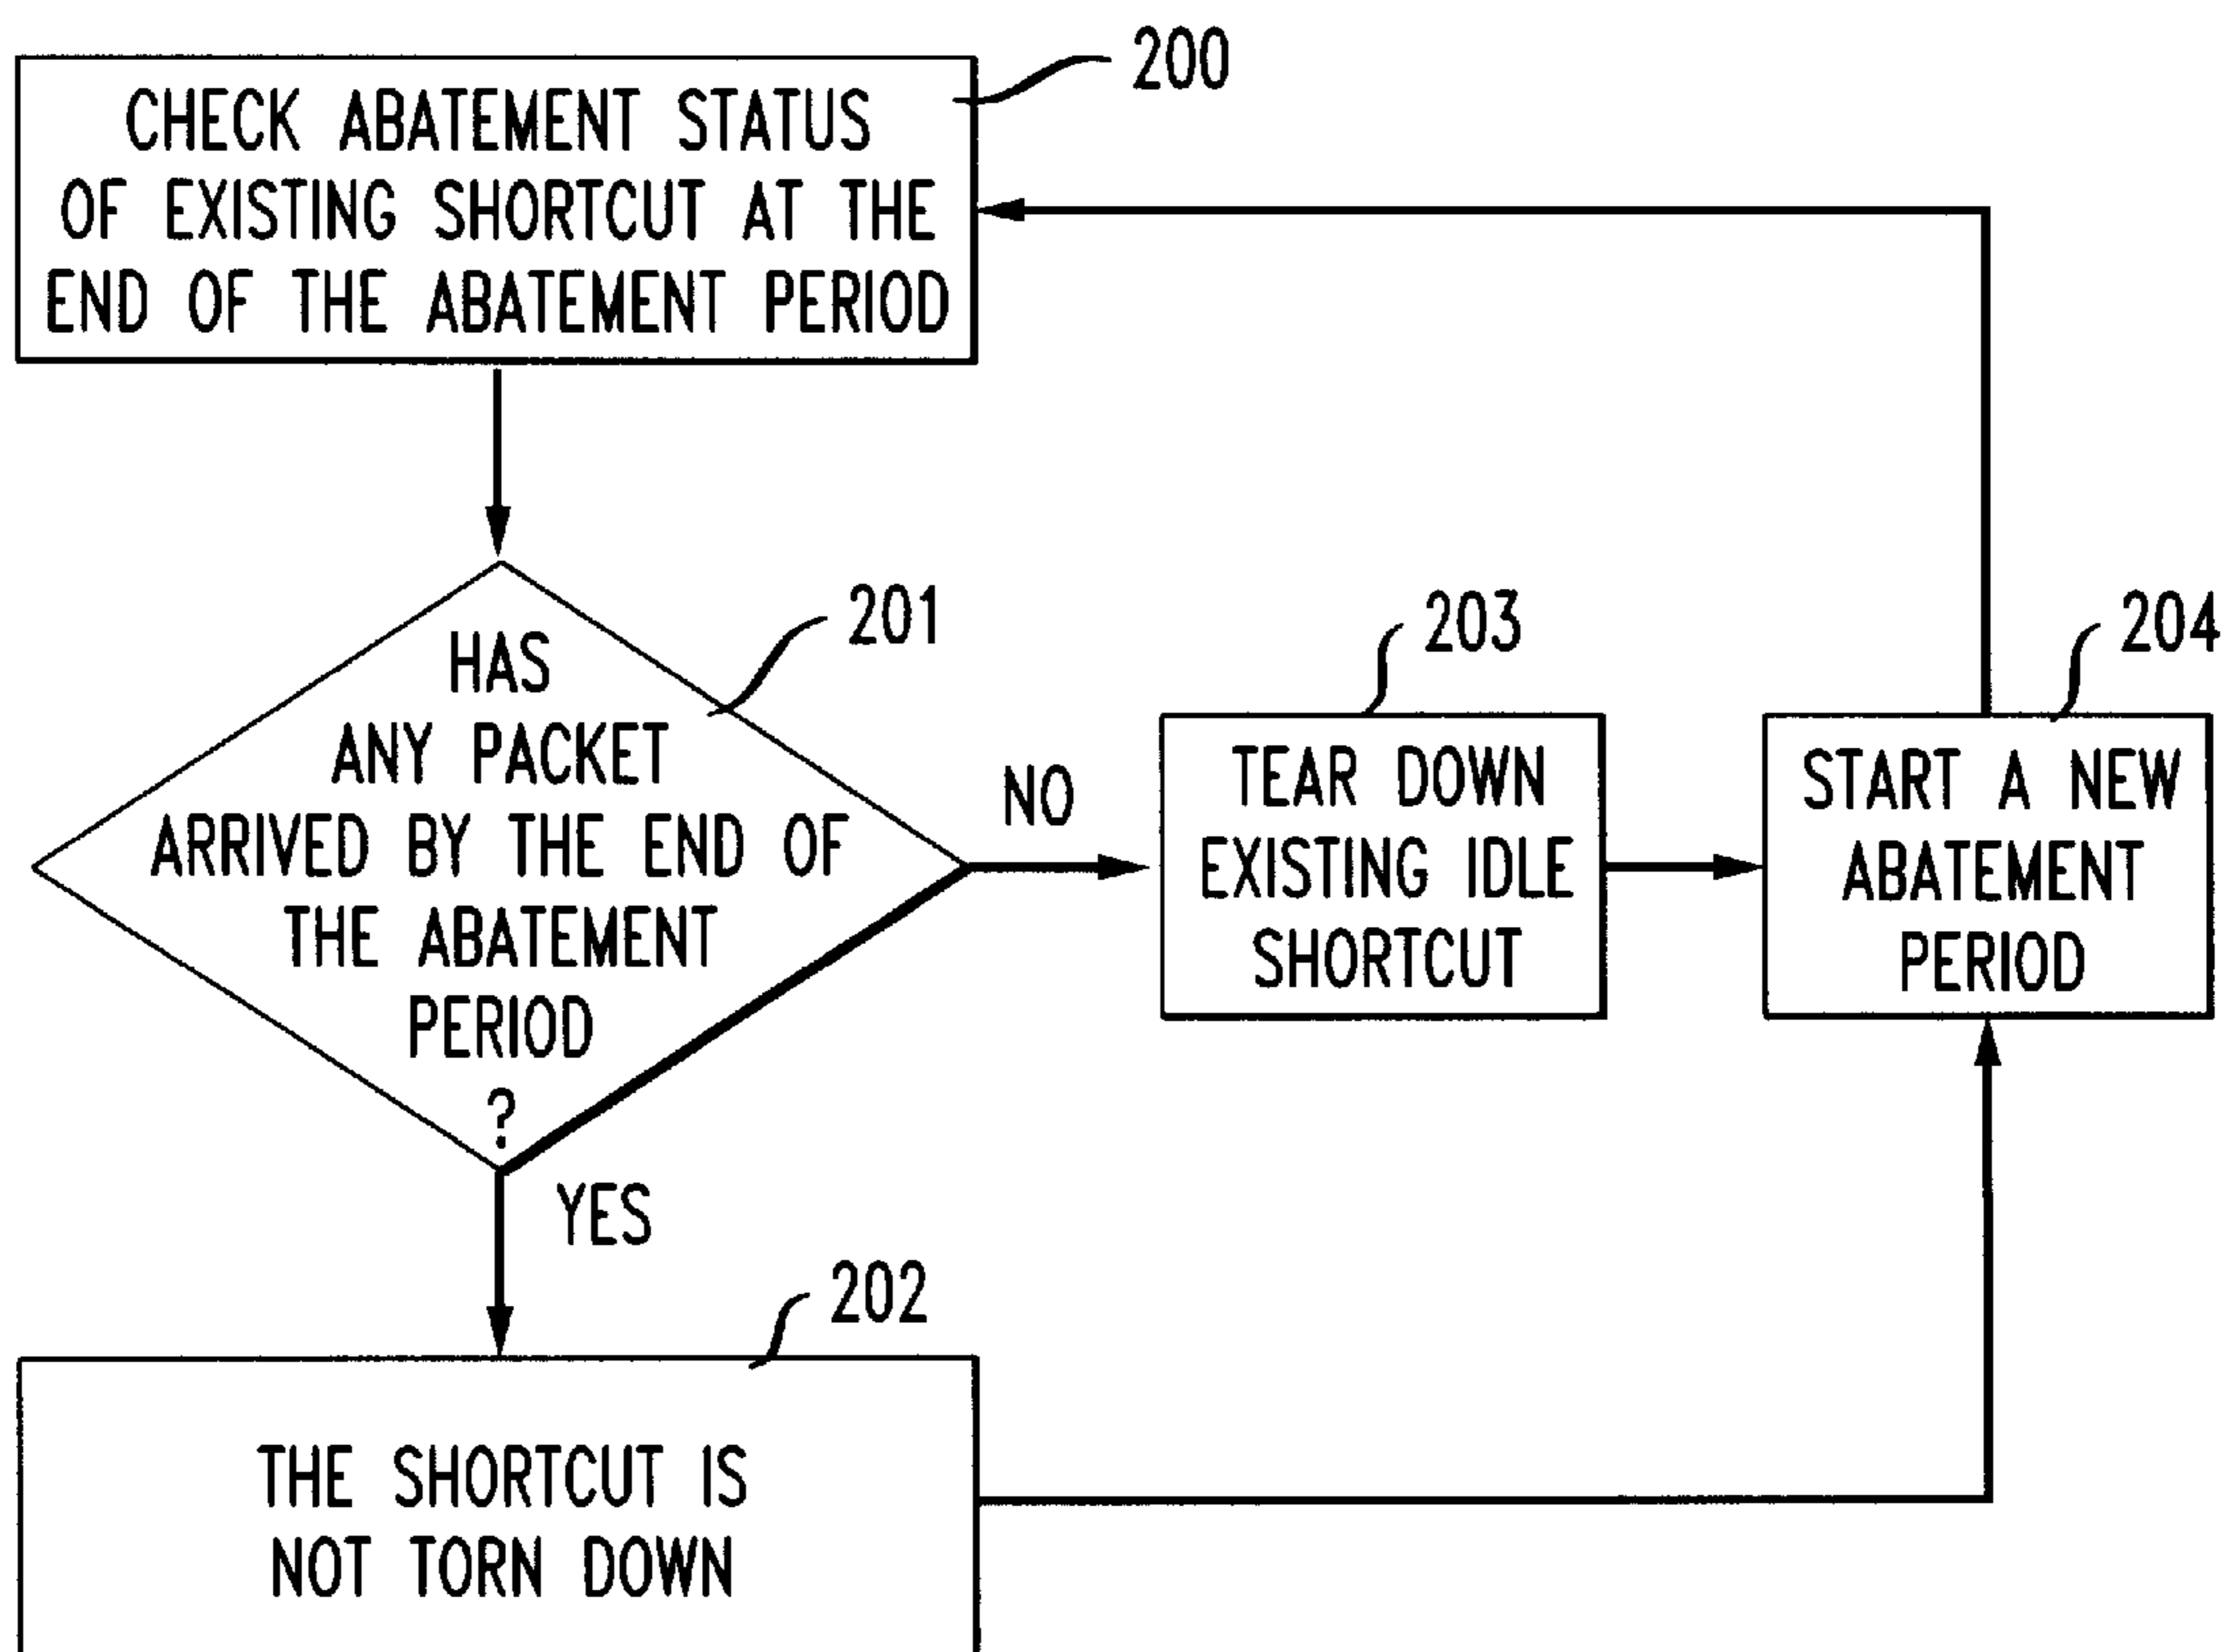 200
CHECK ABATEMENT STATUS
OF EXISTING SHORTCUT AT THE
END OF THE ABATEMENT PERIOD
201
HAS
ANY PACKET
ARRIVED BY THE END OF
THE ABATEMENT
PERIOD
?
NO
YES
203
TEAR DOWN
EXISTING IDLE
SHORTCUT
204
START A NEW
ABATEMENT
PERIOD
202
THE SHORTCUT IS
NOT TORN DOWN